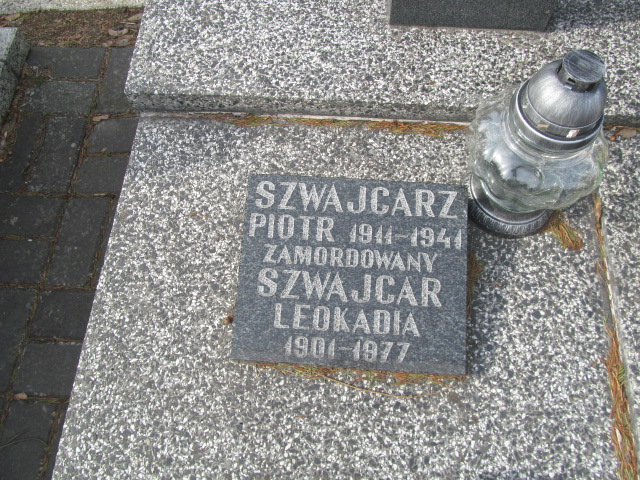 SZWAJCARZ
PIOTR 1911-1941
ZAMORDOWANY
SZWAJCAR
LEOKADIA
1901-1977